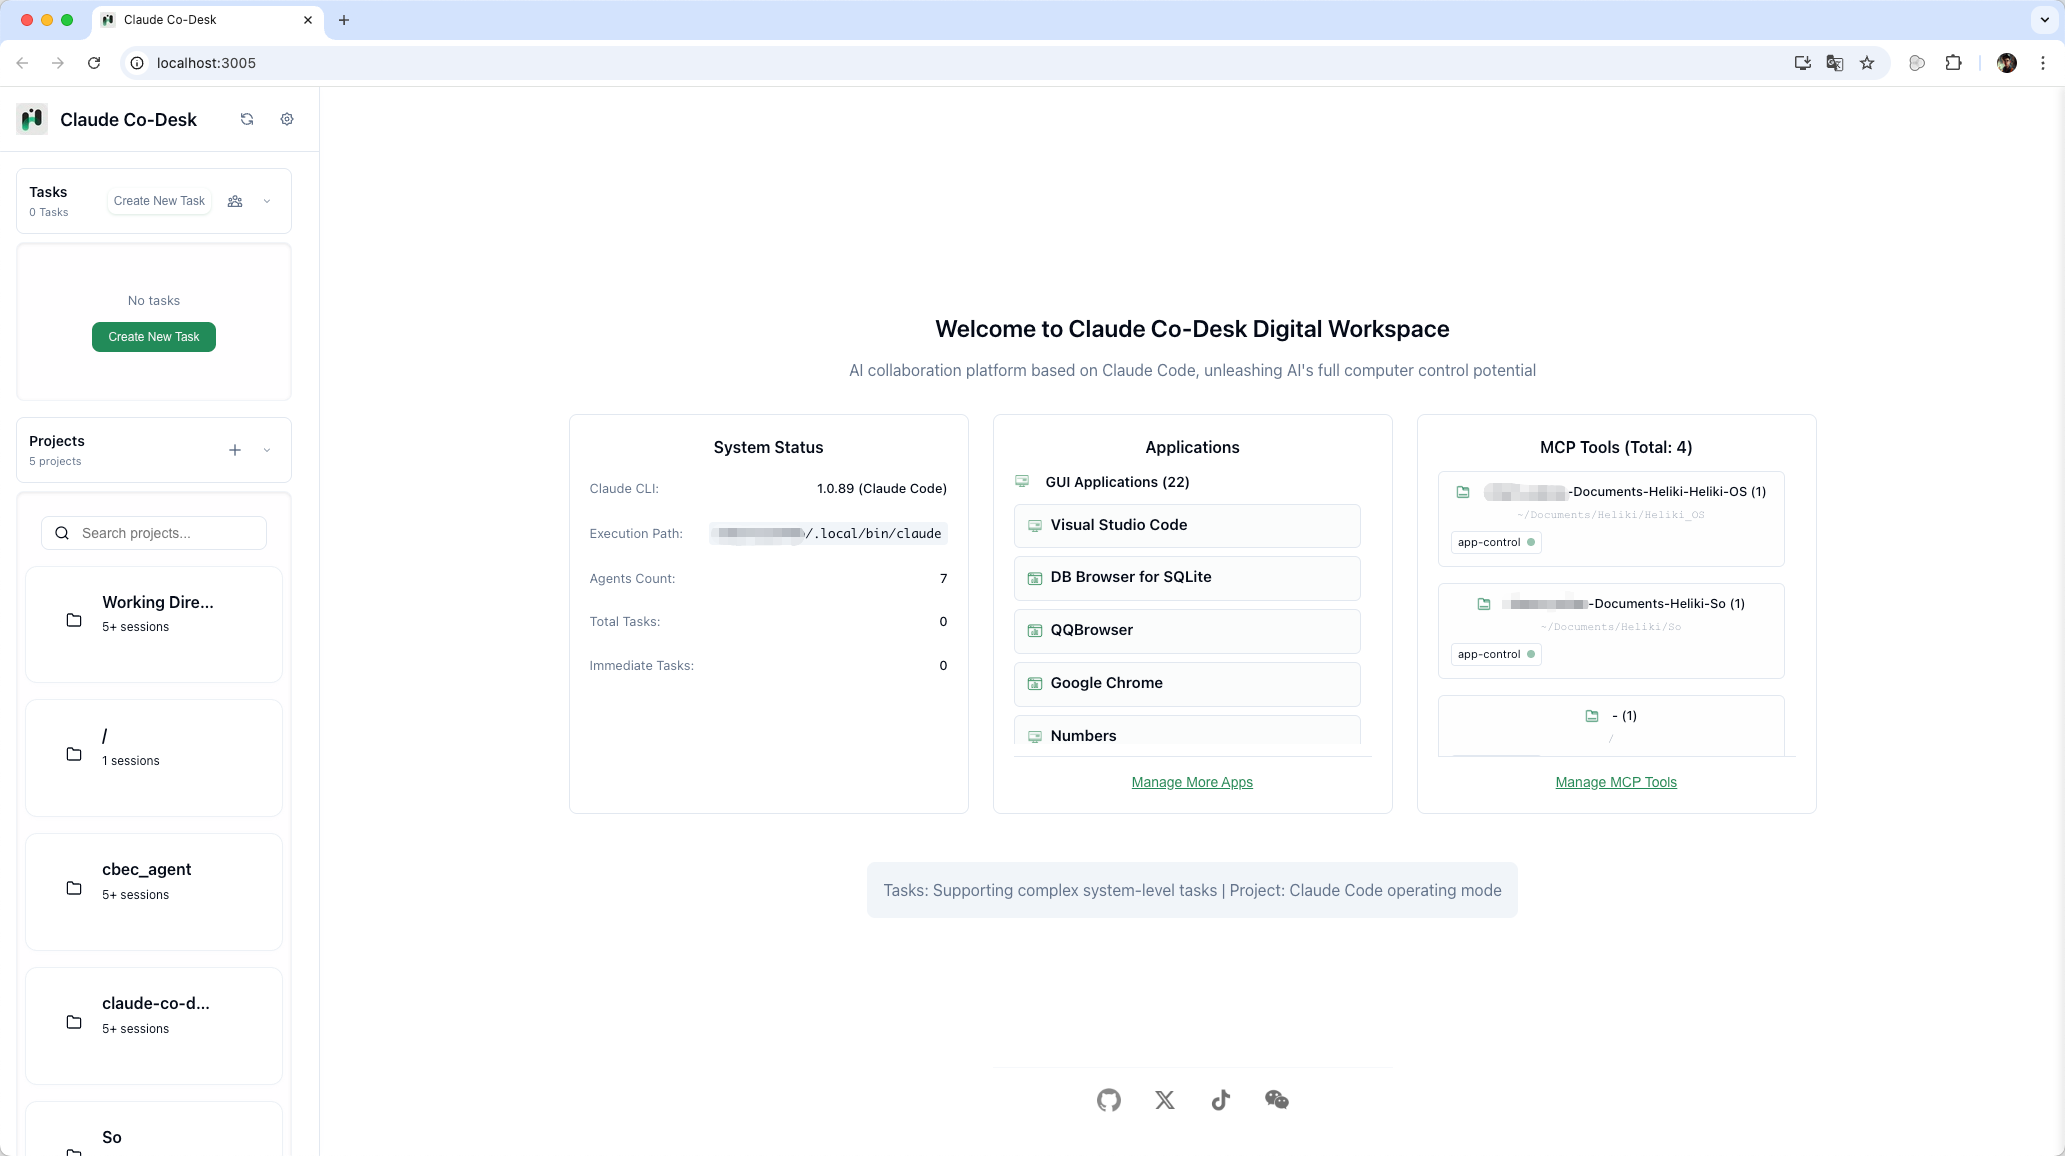 Claude Co-Desk
localhost:3005
Claude Co-Desk
Tasks
0 Tasks
Create New Task
No tasks
Create New Task
Projects
5 projects
Search projects...
Working Dire...
5+ sessions
/
1 sessions
cbec_agent
5+ sessions
claude-co-d...
5+ sessions
So
Welcome to Claude Co-Desk Digital Workspace
AI collaboration platform based on Claude Code, unleashing AI's full computer control potential
System Status
Claude CLI: 1.0.89 (Claude Code)
Execution Path: /.local/bin/claude
Agents Count: 7
Total Tasks: 0
Immediate Tasks: 0
Applications
GUI Applications (22)
Visual Studio Code
DB Browser for SQLite
QQBrowser
Google Chrome
Numbers
Manage More Apps
MCP Tools (Total: 4)
-Documents-Heliki-Heliki-OS (1)
~/Documents/Heliki/Heliki_OS
app-control
-Documents-Heliki-So (1)
~/Documents/Heliki/So
app-control
- (1)
/
Manage MCP Tools
Tasks: Supporting complex system-level tasks | Project: Claude Code operating mode